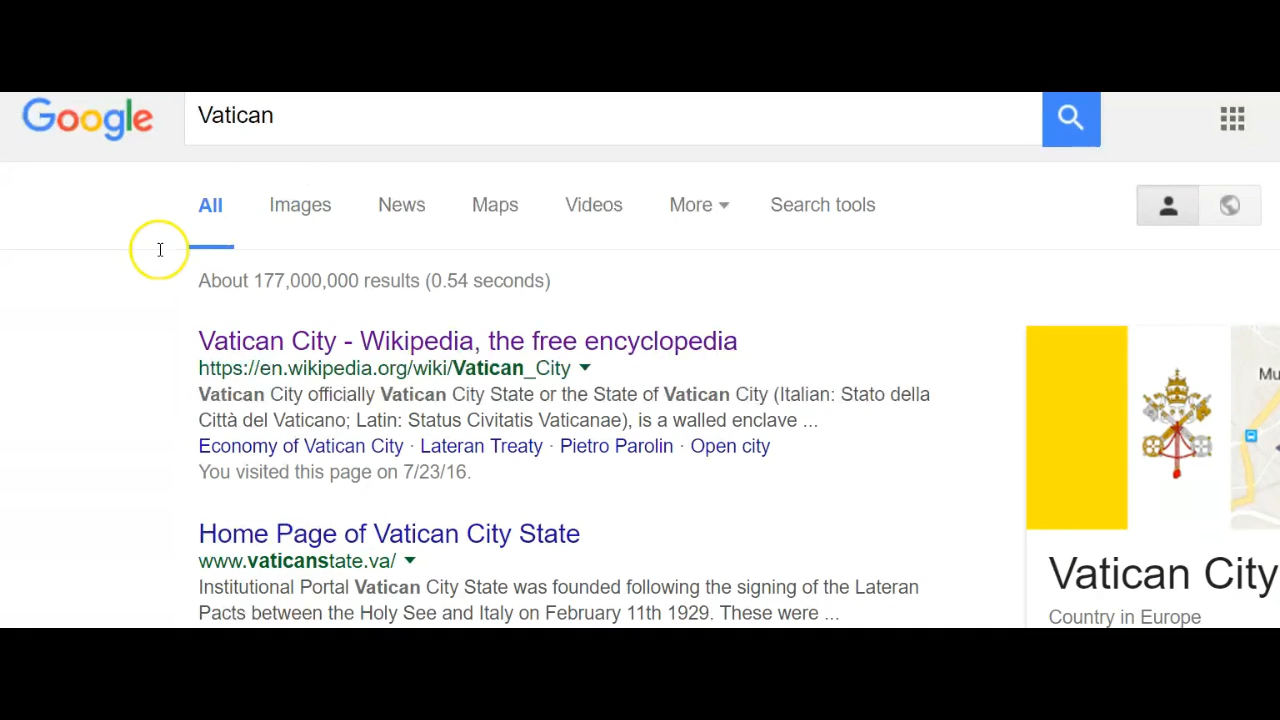 Google
Vatican
All Images News Maps Videos More Search tools
About 177,000,000 results (0.54 seconds)
Vatican City - Wikipedia, the free encyclopedia
https://en.wikipedia.org/wiki/Vatican_City
Vatican City officially Vatican City State or the State of Vatican City (Italian: Stato della
Città del Vaticano; Latin: Status Civitatis Vaticanae), is a walled enclave ...
Economy of Vatican City · Lateran Treaty · Pietro Parolin · Open city
You visited this page on 7/23/16.
Home Page of Vatican City State
www.vaticanstate.va/
Institutional Portal Vatican City State was founded following the signing of the Lateran
Pacts between the Holy See and Italy on February 11th 1929. These were ...
Mu
Vatican City
Country in Europe